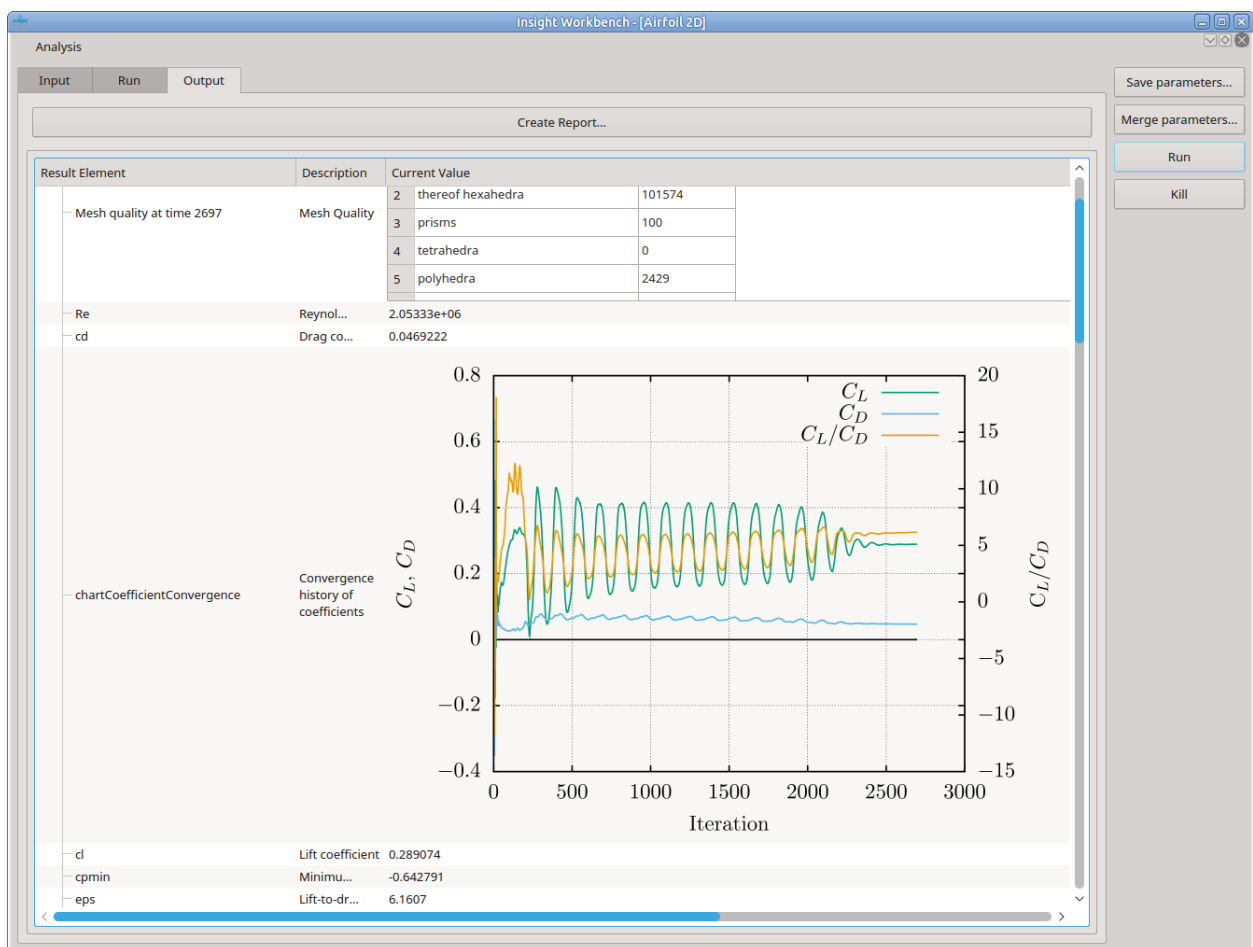 Insight Workbench - [Airfoil 2D]
Analysis
Input Run Output
Save parameters...
Create Report...
Merge parameters...
Run
Kill
Result Element Description Current Value
Mesh quality at time 2697 Mesh Quality
2 thereof hexahedra 101574
3 prisms 100
4 tetrahedra 0
5 polyhedra 2429
Re Reynol... 2.05333e+06
cd Drag co... 0.0469222
chartCoefficientConvergence
Convergence
history of
coefficients
C_L, C_D
0.8
0.6
0.4
0.2
0
−0.2
−0.4
C_L
C_D
C_L/C_D
20
15
10
5
0
−5
−10
−15
C_L/C_D
0 500 1000 1500 2000 2500 3000
Iteration
cl Lift coefficient 0.289074
cpmin Minimu... -0.642791
eps Lift-to-dr... 6.1607